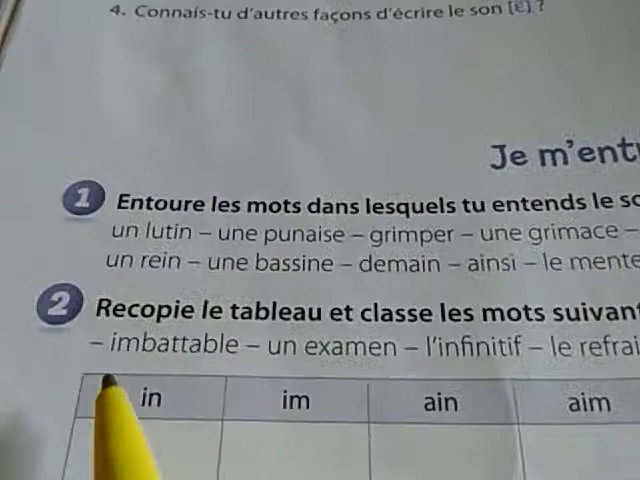 4. Connais-tu d'autres façons d'écrire le son [ɛ̃] ?
Je m'ent
1 Entoure les mots dans lesquels tu entends le so
un lutin – une punaise – grimper – une grimace –
un rein – une bassine – demain – ainsi – le mente
2 Recopie le tableau et classe les mots suivant
– imbattable – un examen – l'infinitif – le refrai
in im ain aim